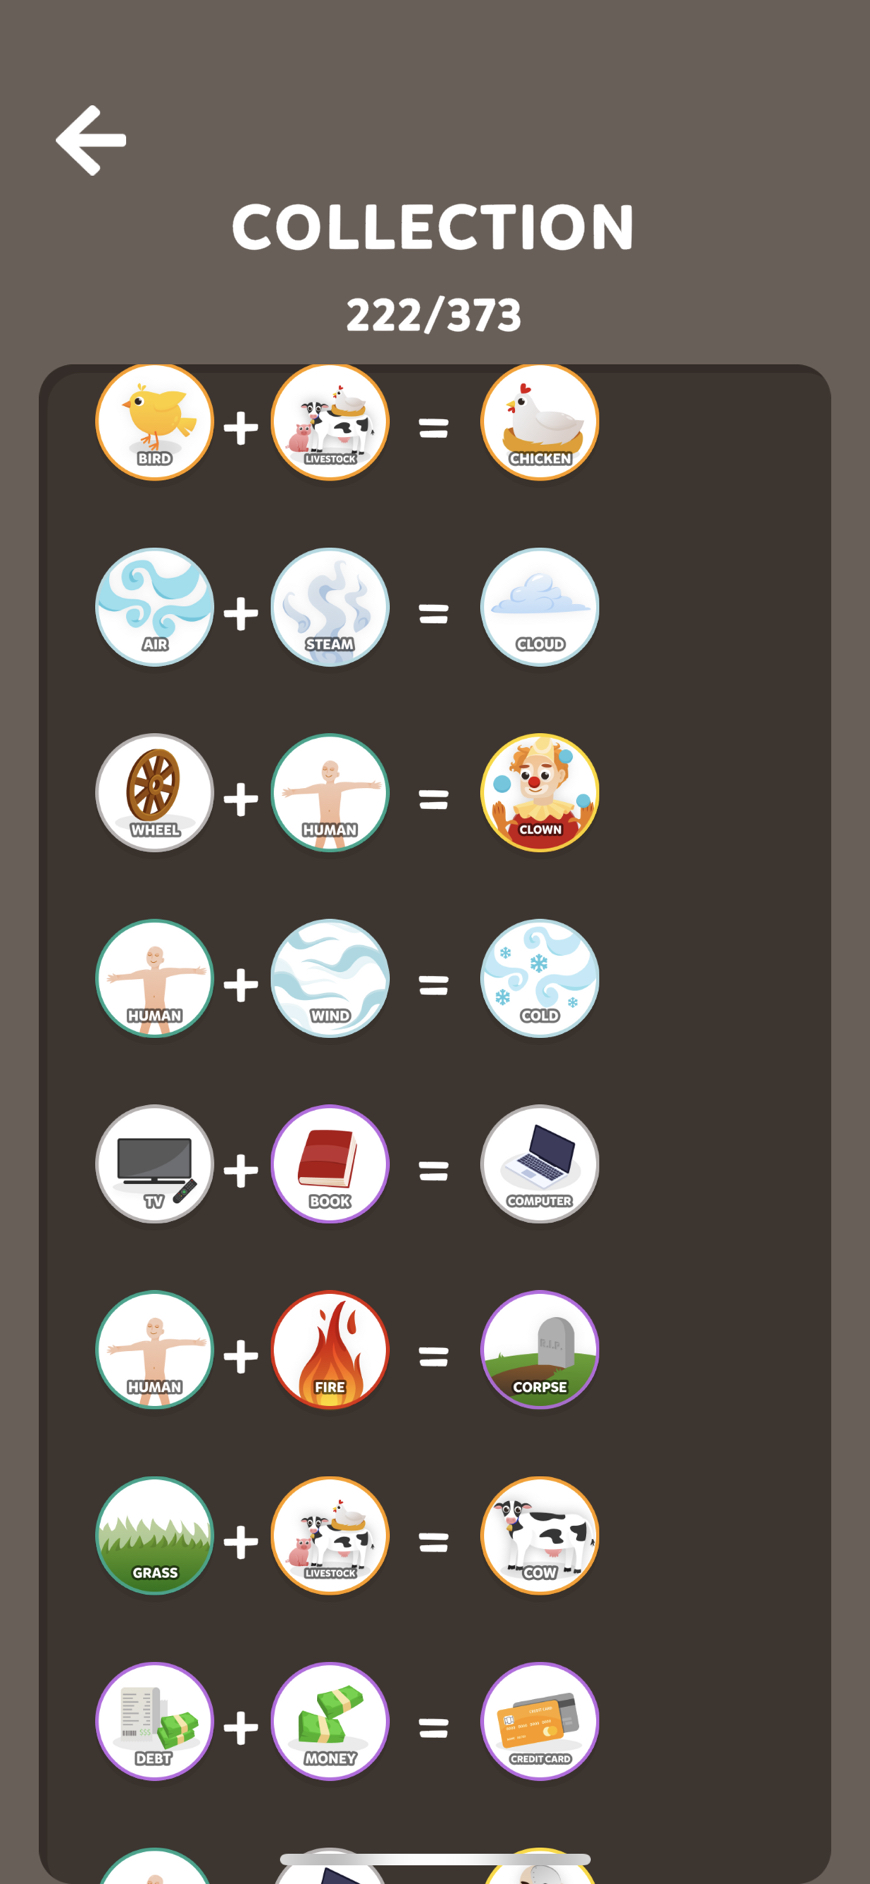 COLLECTION
222/373
BIRD + LIVESTOCK = CHICKEN
AIR + STEAM = CLOUD
WHEEL + HUMAN = CLOWN
HUMAN + WIND = COLD
TV + BOOK = COMPUTER
R.I.P.
HUMAN + FIRE = CORPSE
GRASS + LIVESTOCK = COW
DEBT + MONEY = CREDIT CARD